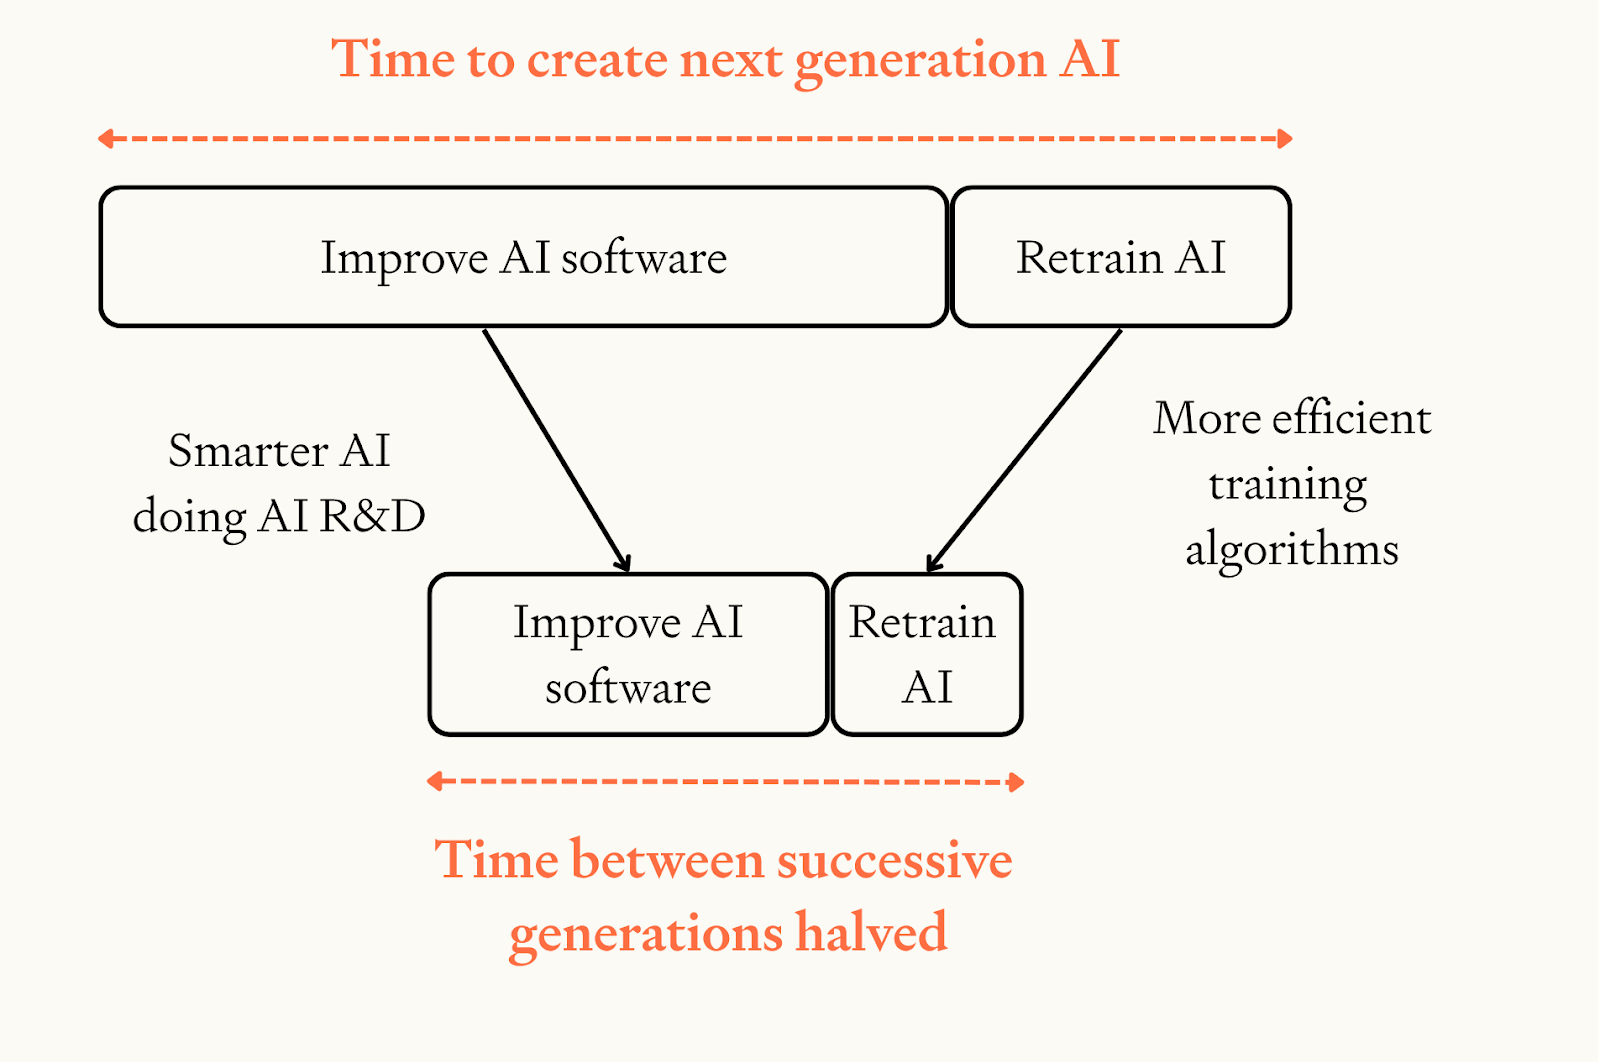 Time to create next generation AI
Improve AI software
Retrain AI
Smarter AI
doing AI R&D
More efficient
training
algorithms
Improve AI
software
Retrain
AI
Time between successive
generations halved